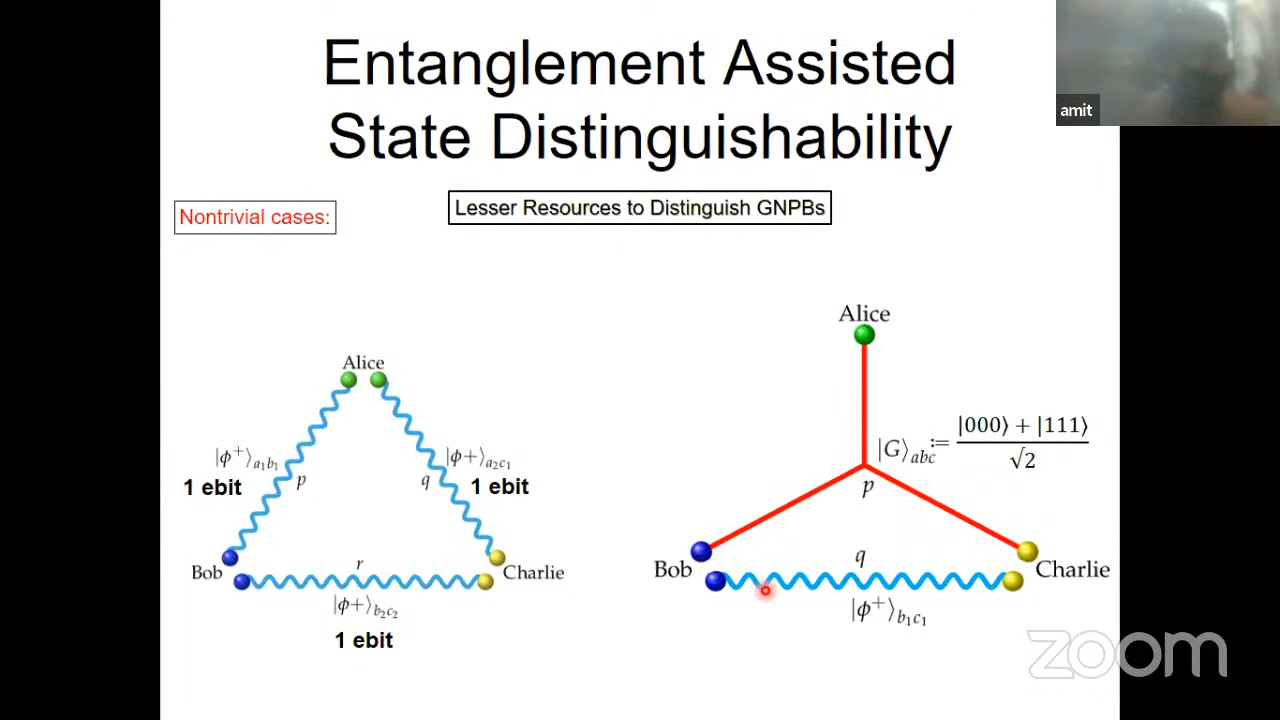 Entanglement Assisted
State Distinguishability
amit
Nontrivial cases:
Lesser Resources to Distinguish GNPBs
Alice
|ϕ⁺⟩a₁b₁
p
1 ebit
|ϕ+⟩a₂c₁
q
1 ebit
Bob
r
Charlie
|ϕ+⟩b₂c₂
1 ebit
Alice
|G⟩abc := |000⟩ + |111⟩ / √2
p
Bob
q
Charlie
|ϕ⁺⟩b₁c₁
zoom